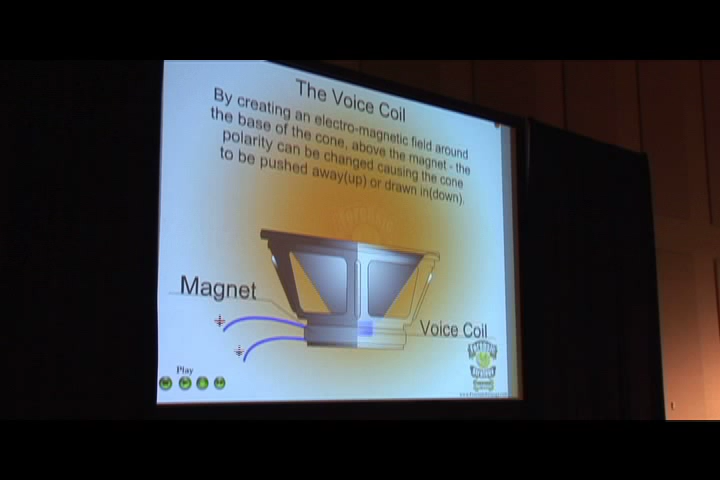 The Voice Coil
By creating an electro-magnetic field around
the base of the cone, above the magnet - the
polarity can be changed causing the cone
to be pushed away(up) or drawn in(down).
Magnet
Voice Coil
Play